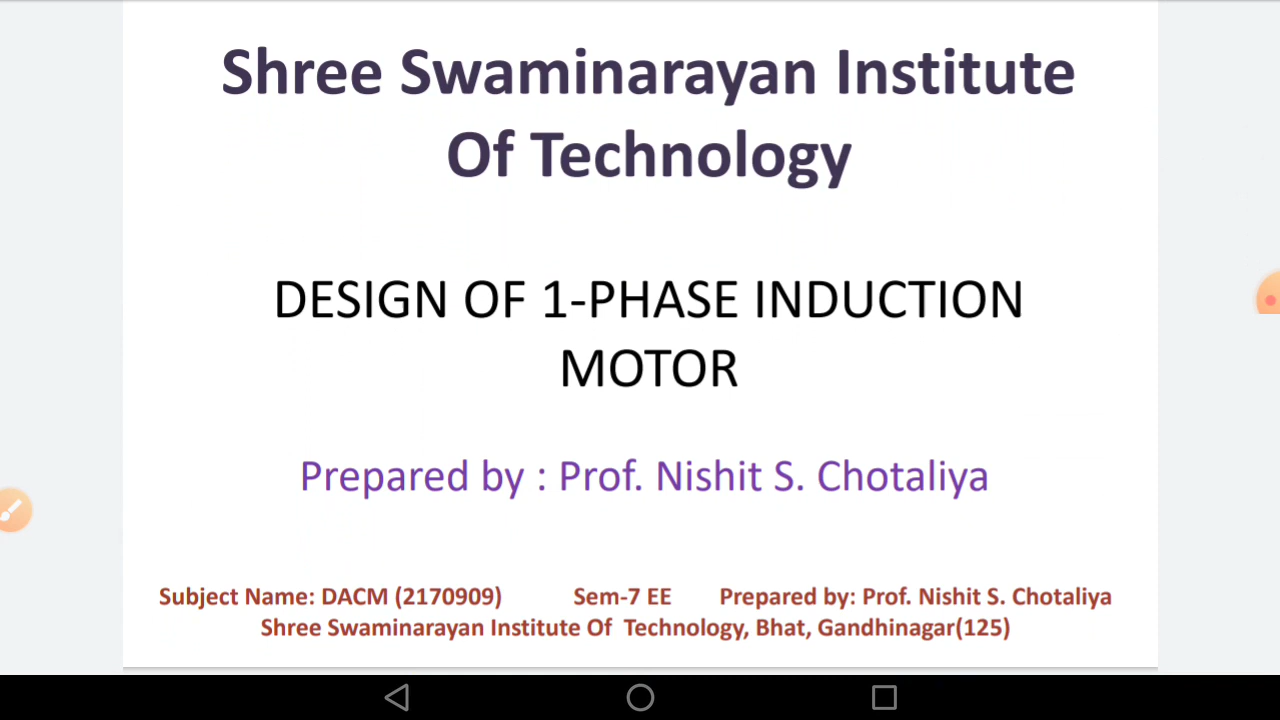 Shree Swaminarayan Institute
Of Technology
DESIGN OF 1-PHASE INDUCTION
MOTOR
Prepared by : Prof. Nishit S. Chotaliya
Subject Name: DACM (2170909) Sem-7 EE Prepared by: Prof. Nishit S. Chotaliya
Shree Swaminarayan Institute Of Technology, Bhat, Gandhinagar(125)